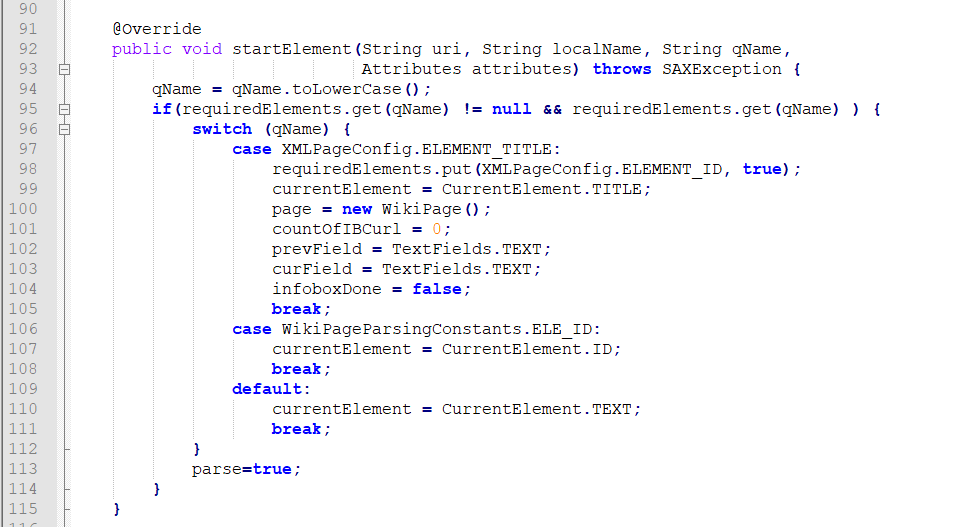 90
91 @Override
92 public void startElement(String uri, String localName, String qName,
93 Attributes attributes) throws SAXException {
94 qName = qName.toLowerCase();
95 if(requiredElements.get(qName) != null && requiredElements.get(qName) ) {
96 switch (qName) {
97 case XMLPageConfig.ELEMENT_TITLE:
98 requiredElements.put(XMLPageConfig.ELEMENT_ID, true);
99 currentElement = CurrentElement.TITLE;
100 page = new WikiPage();
101 countOfIBCurl = 0;
102 prevField = TextFields.TEXT;
103 curField = TextFields.TEXT;
104 infoboxDone = false;
105 break;
106 case WikiPageParsingConstants.ELE_ID:
107 currentElement = CurrentElement.ID;
108 break;
109 default:
110 currentElement = CurrentElement.TEXT;
111 break;
112 }
113 parse=true;
114 }
115 }